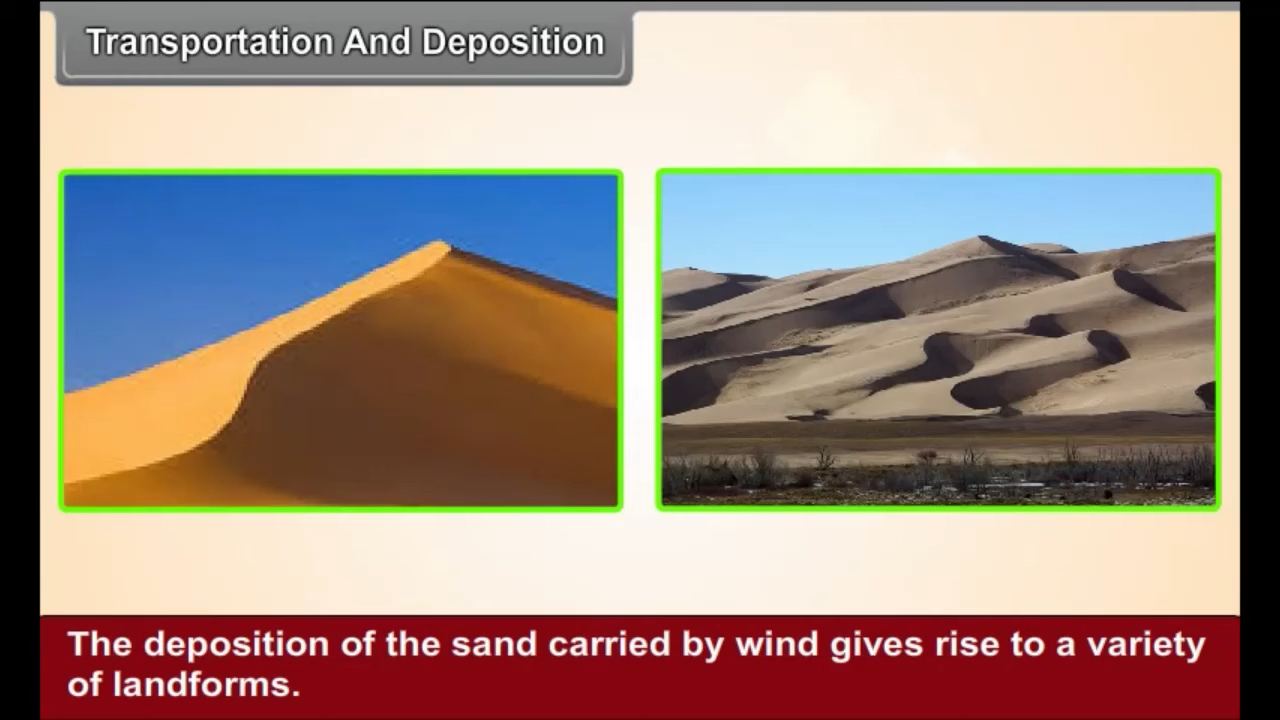 Transportation And Deposition
The deposition of the sand carried by wind gives rise to a variety
of landforms.